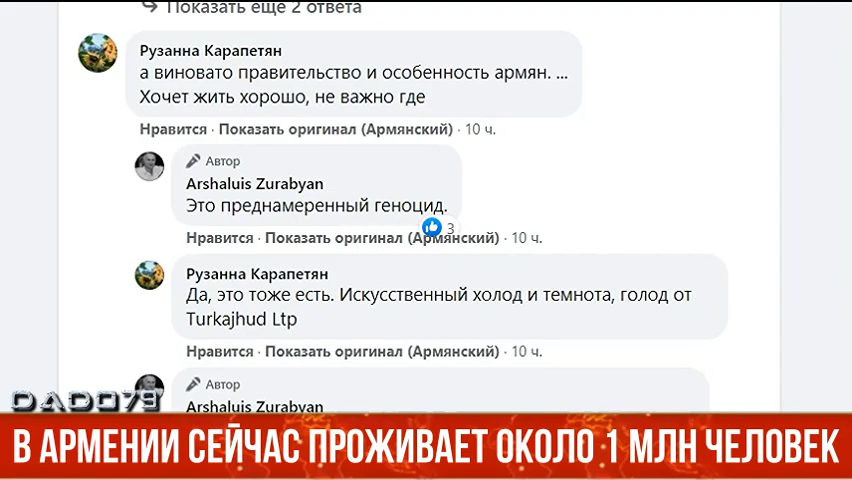 Показать ещё 2 ответа
Рузанна Карапетян
а виновато правительство и особенность армян. ...
Хочет жить хорошо, не важно где
Нравится · Показать оригинал (Армянский) · 10 ч.
Автор
Arshaluis Zurabyan
Это преднамеренный геноцид.
3
Нравится · Показать оригинал (Армянский) · 10 ч.
Рузанна Карапетян
Да, это тоже есть. Искусственный холод и темнота, голод от
Turkajhud Ltp
Нравится · Показать оригинал (Армянский) · 10 ч.
Автор
Arshaluis Zurabyan
DADO79
В АРМЕНИИ СЕЙЧАС ПРОЖИВАЕТ ОКОЛО 1 МЛН ЧЕЛОВЕК